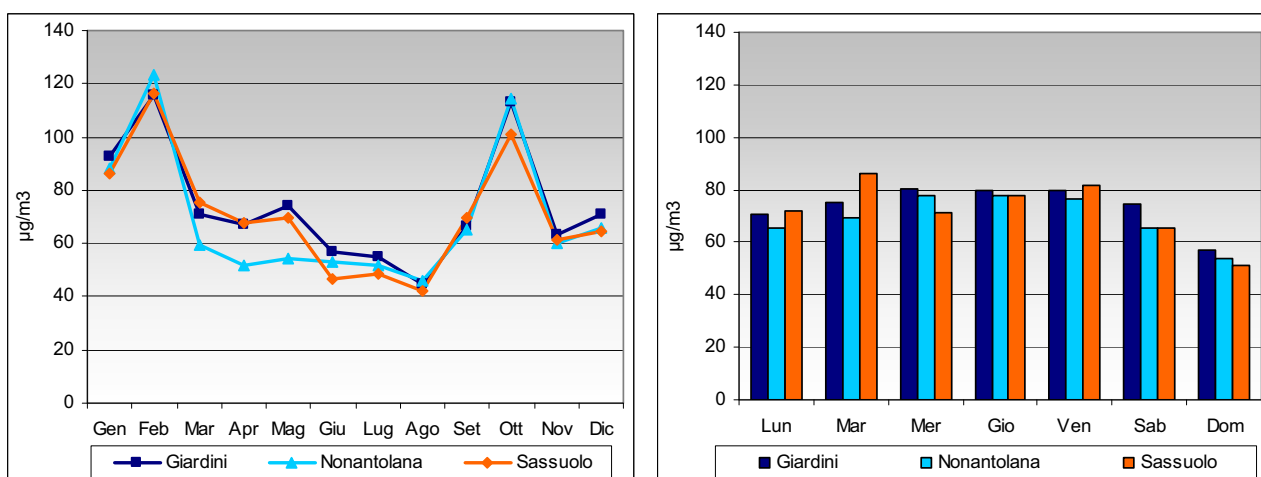 140
120
100
80
60
40
20
0
µg/m3
Gen Feb Mar Apr Mag Giu Lug Ago Set Ott Nov Dic
Giardini Nonantolana Sassuolo
140
120
100
80
60
40
20
0
µg/m3
Lun Mar Mer Gio Ven Sab Dom
Giardini Nonantolana Sassuolo